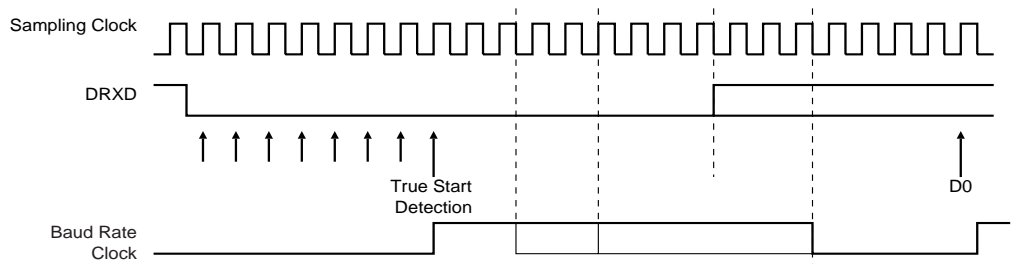 Sampling Clock
DRXD
True Start
Detection
D0
Baud Rate
Clock